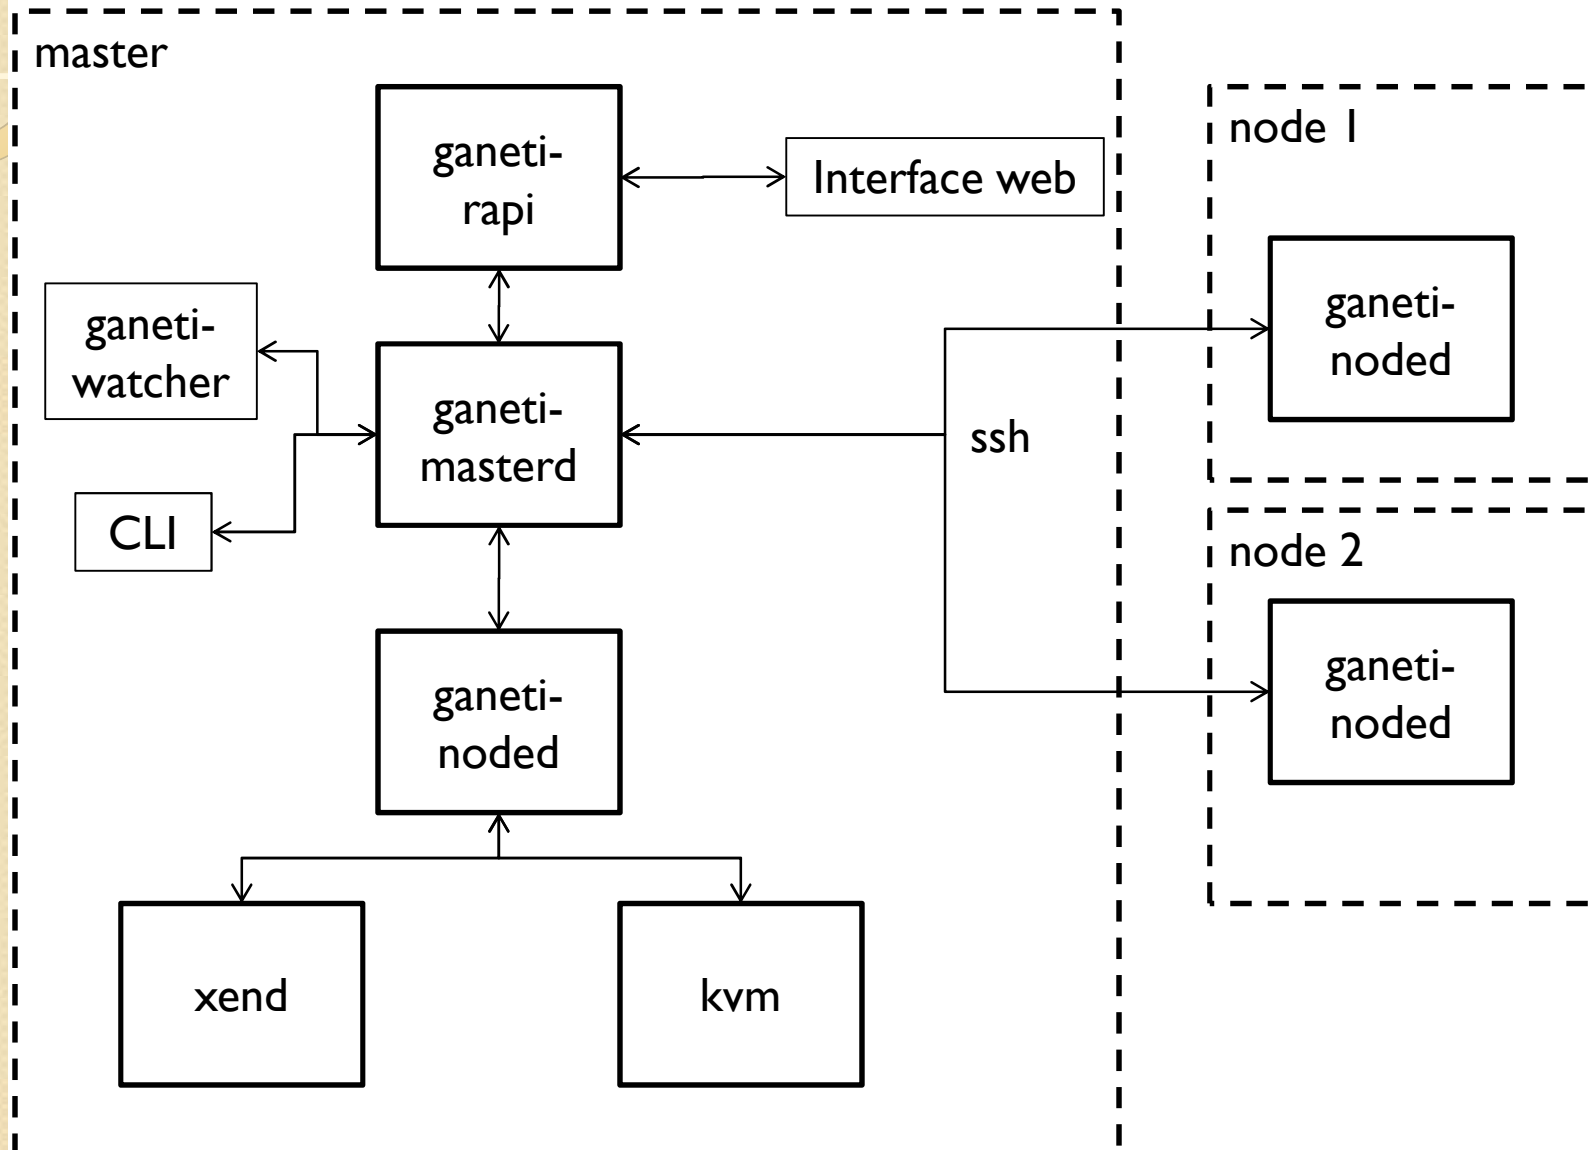 master
ganeti-
rapi
Interface web
node 1
ganeti-
watcher
ganeti-
masterd
CLI
ssh
ganeti-
noded
node 2
ganeti-
noded
ganeti-
noded
xend
kvm